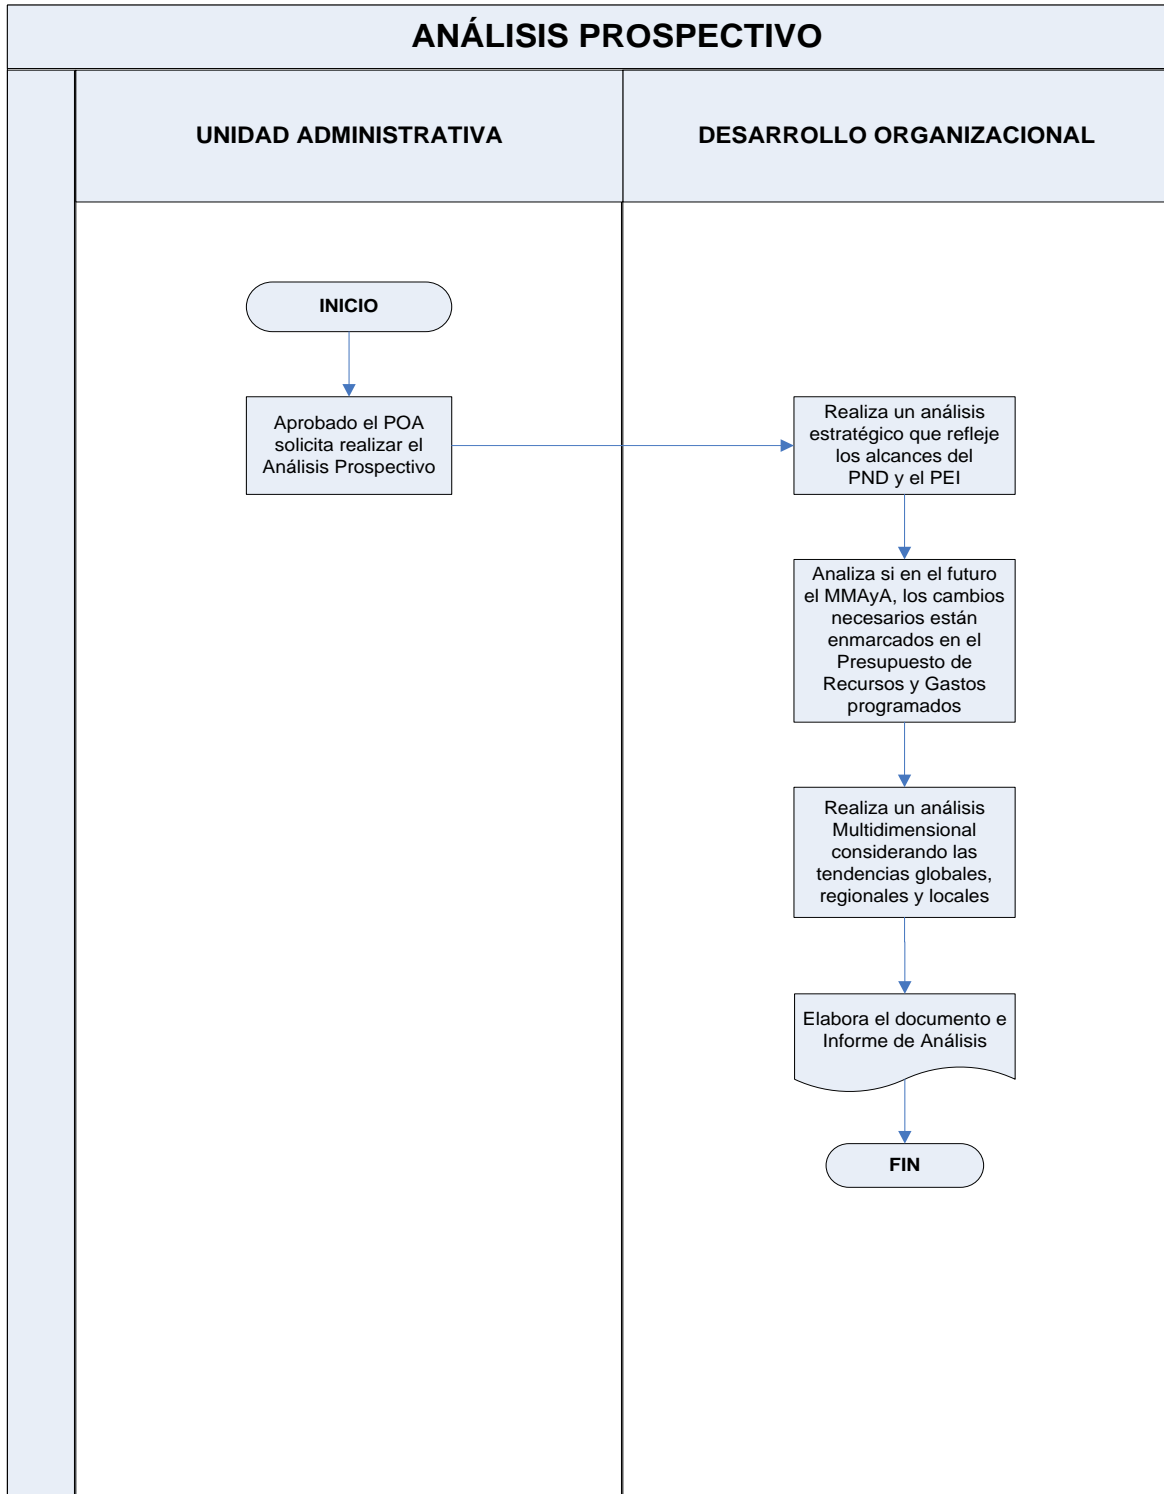 ANÁLISIS PROSPECTIVO
UNIDAD ADMINISTRATIVA
DESARROLLO ORGANIZACIONAL
INICIO
Aprobado el POA
solicita realizar el
Análisis Prospectivo
Realiza un análisis
estratégico que refleje
los alcances del
PND y el PEI
Analiza si en el futuro
el MMAyA, los cambios
necesarios están
enmarcados en el
Presupuesto de
Recursos y Gastos
programados
Realiza un análisis
Multidimensional
considerando las
tendencias globales,
regionales y locales
Elabora el documento e
Informe de Análisis
FIN